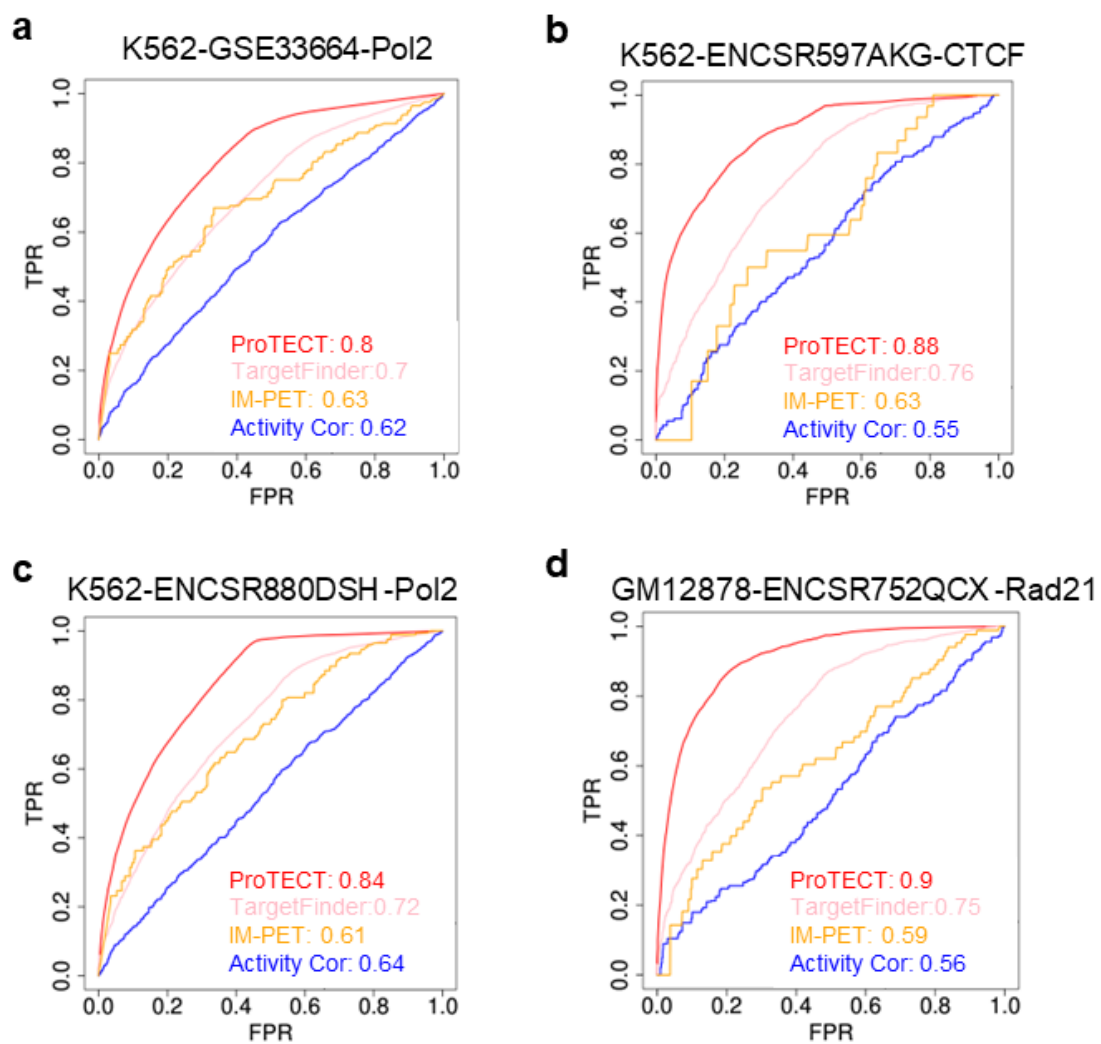 a
K562-GSE33664-Pol2
TPR
1.0
0.8
0.6
0.4
0.2
0.0
ProTECT: 0.8
TargetFinder:0.7
IM-PET: 0.63
Activity Cor: 0.62
0.0 0.2 0.4 0.6 0.8 1.0
FPR
b
K562-ENCSR597AKG-CTCF
TPR
1.0
0.8
0.6
0.4
0.2
0.0
ProTECT: 0.88
TargetFinder: 0.76
IM-PET: 0.63
Activity Cor: 0.55
0.0 0.2 0.4 0.6 0.8 1.0
FPR
c
K562-ENCSR880DSH-Pol2
TPR
1.0
0.8
0.6
0.4
0.2
0.0
ProTECT: 0.84
TargetFinder:0.72
IM-PET: 0.61
Activity Cor: 0.64
0.0 0.2 0.4 0.6 0.8 1.0
FPR
d
GM12878-ENCSR752QCX-Rad21
TPR
1.0
0.8
0.6
0.4
0.2
0.0
ProTECT: 0.9
TargetFinder:0.75
IM-PET: 0.59
Activity Cor: 0.56
0.0 0.2 0.4 0.6 0.8 1.0
FPR